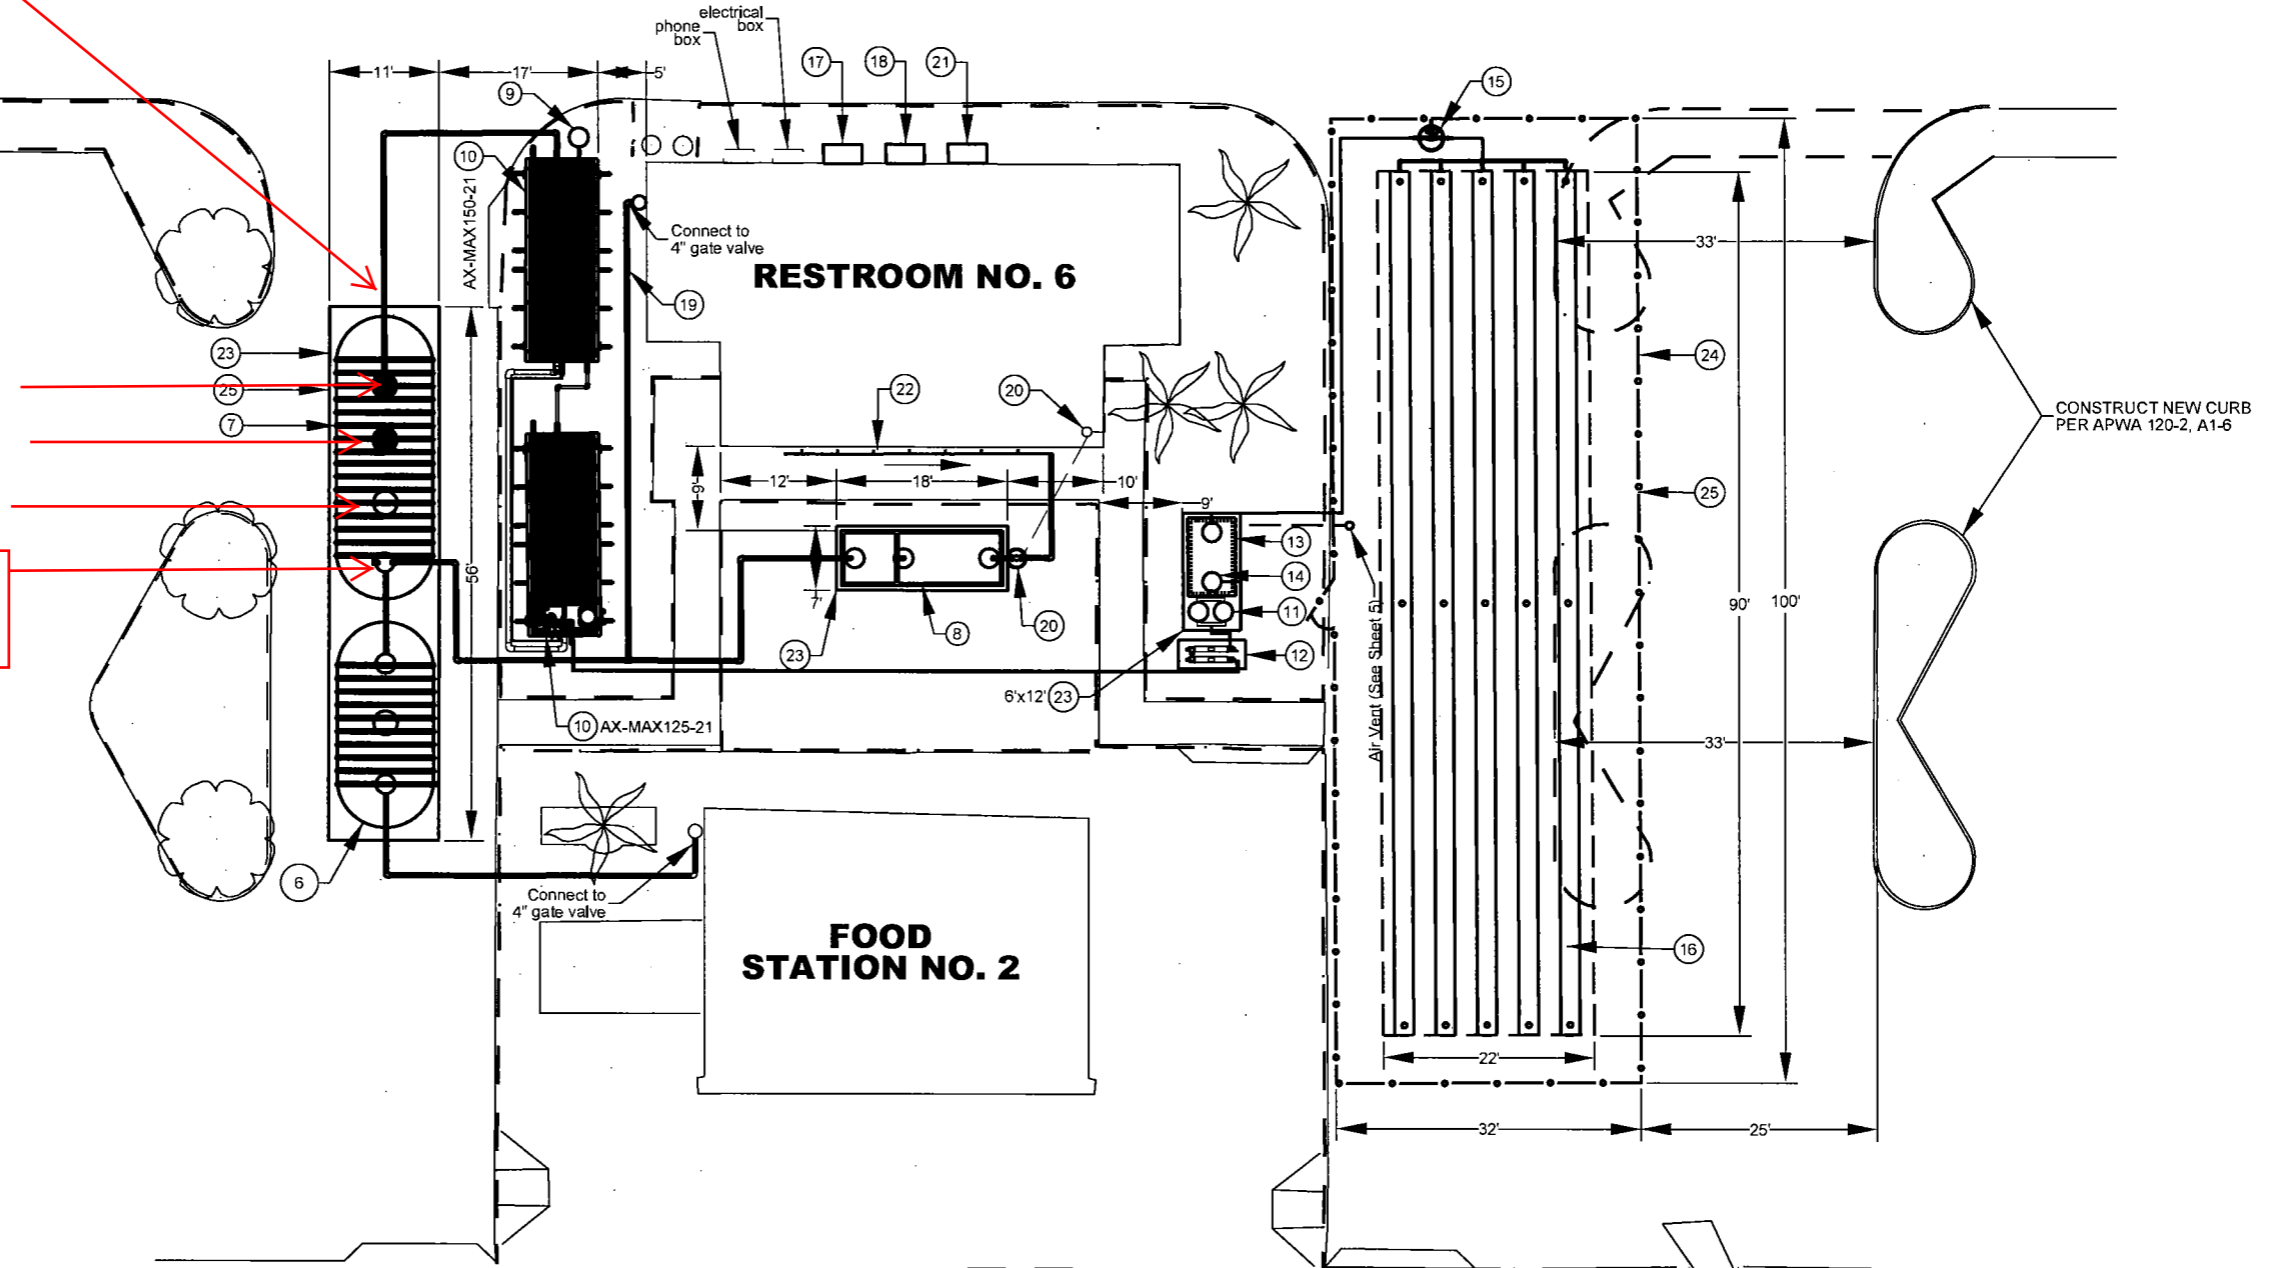 electrical
box
phone
box
11'
17'
5'
17
18
21
15
9
10
AX-MAX150-21
Connect to
4" gate valve
RESTROOM NO. 6
33'
19
23
24
25
7
22
20
CONSTRUCT NEW CURB
PER APWA 120-2, A1-6
9'
12'
18'
10'
9'
25
13
14
56'
7'
8
20
11
90'
100'
23
12
Air Vent (See Sheet 5)
6'x12'
23
10
AX-MAX125-21
33'
6
Connect to
4" gate valve
FOOD
STATION NO. 2
16
22'
32'
25'